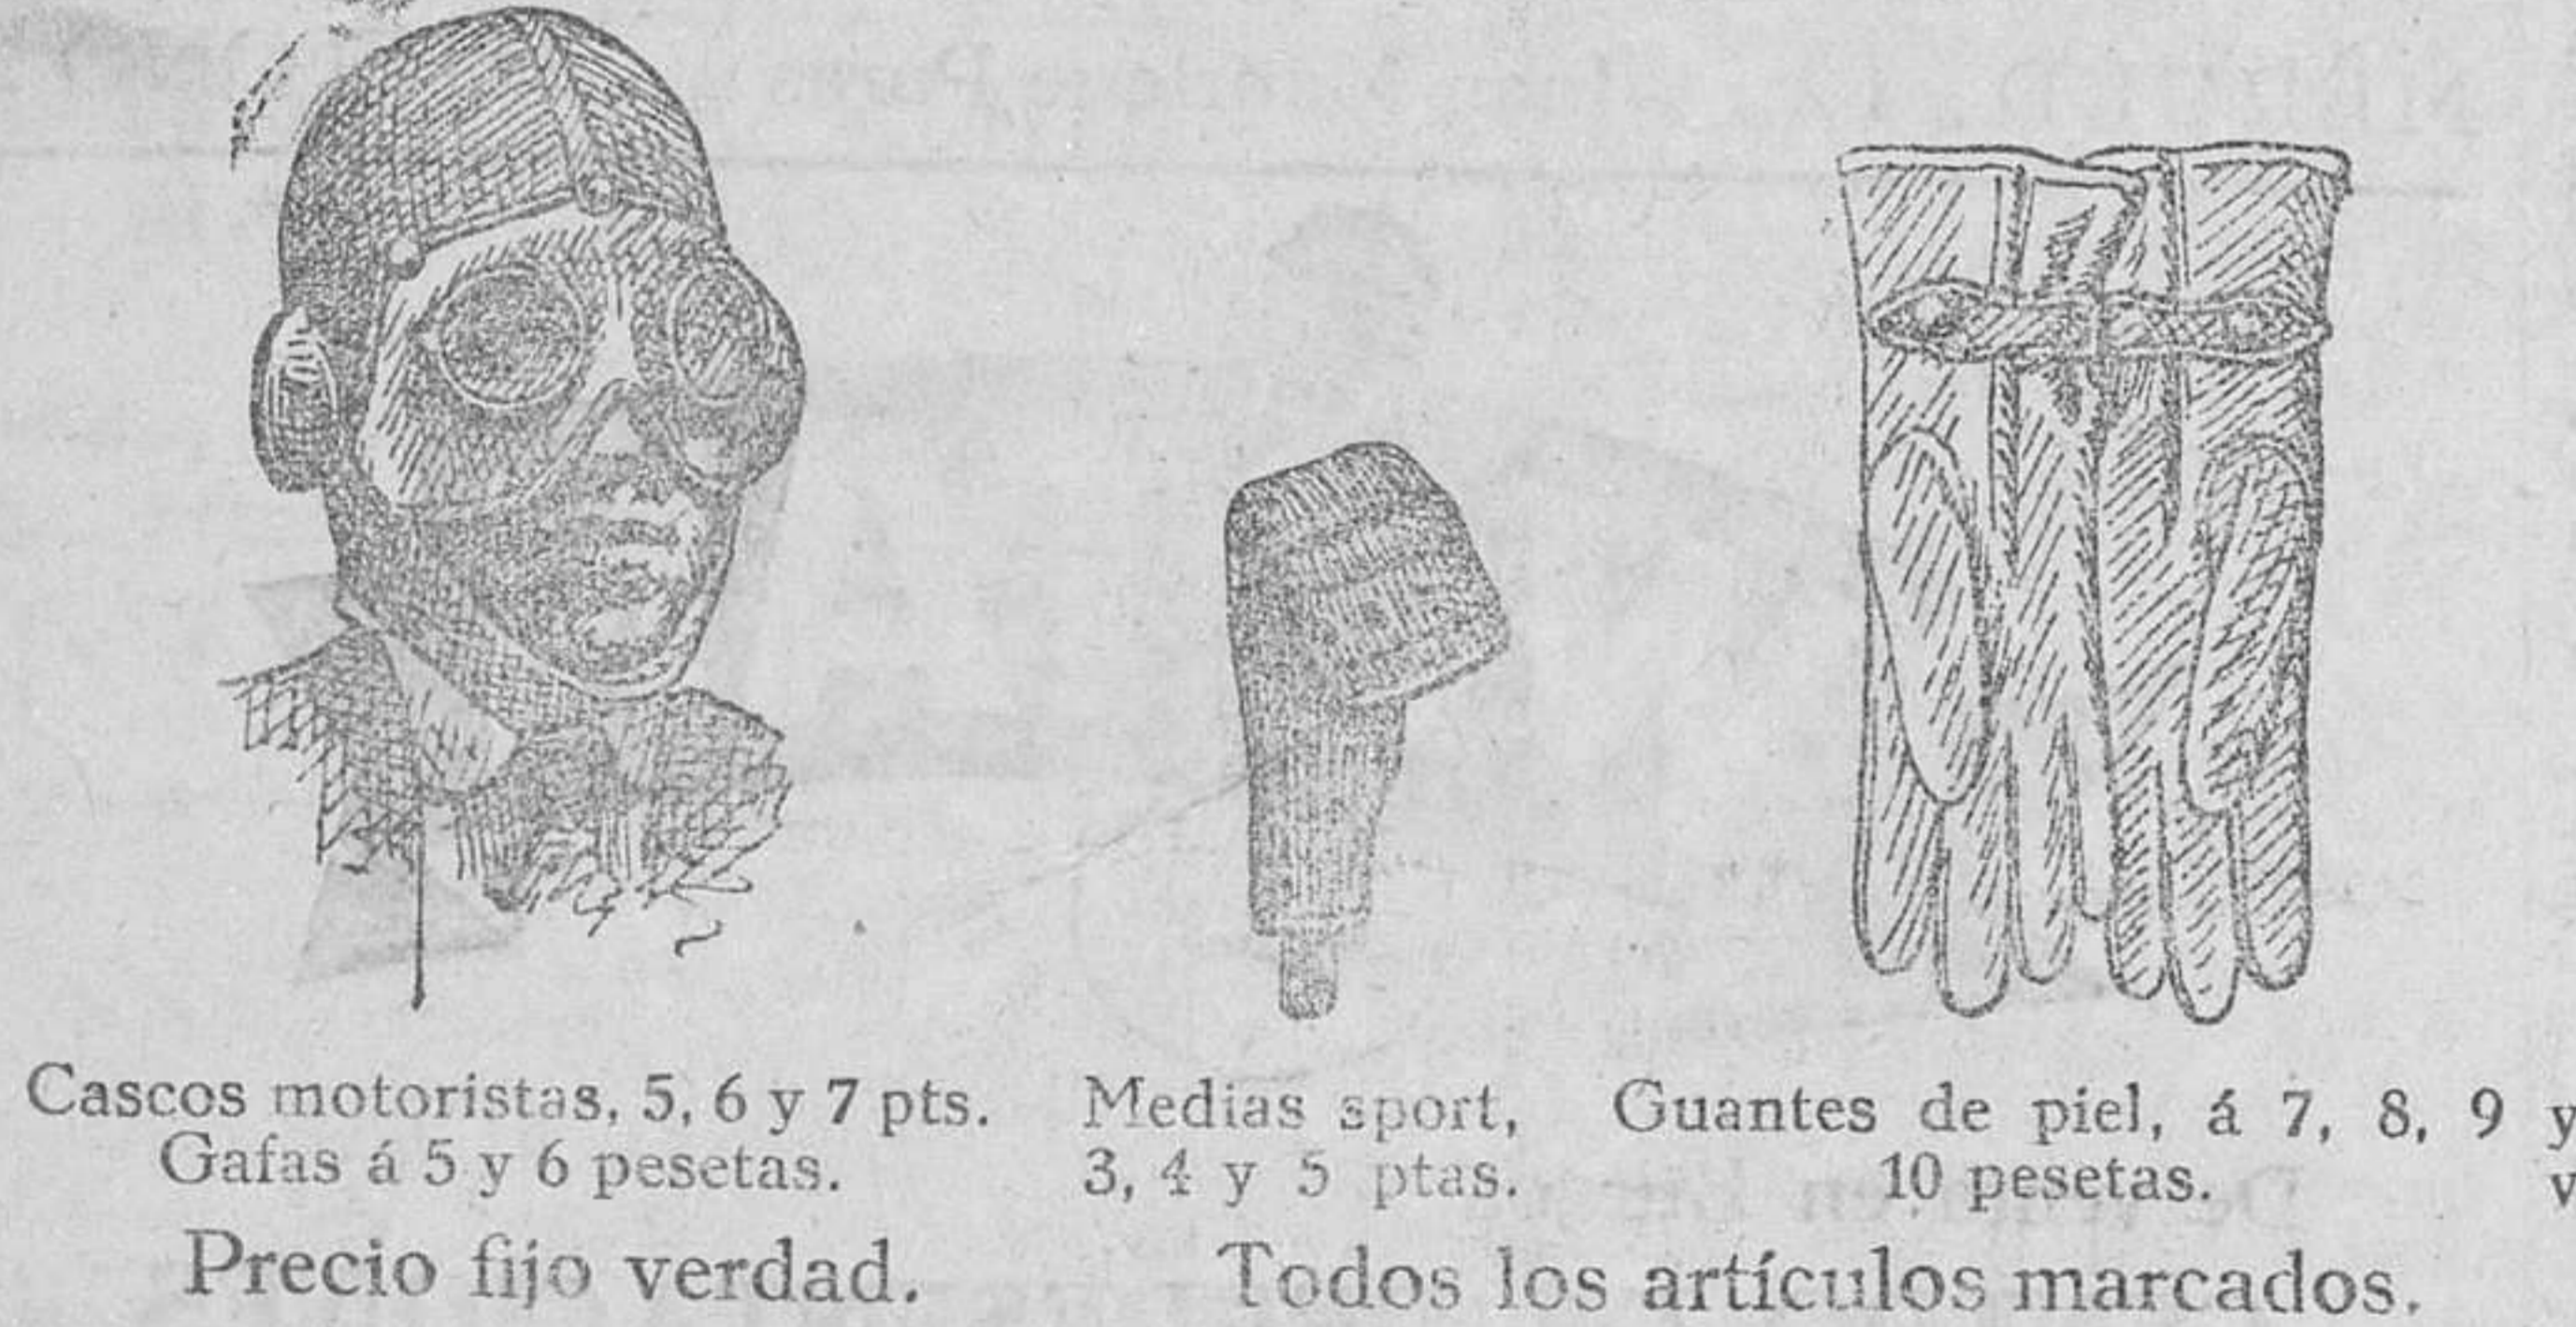 Cascos motoristas, 5, 6 y 7 pts.
Gafas á 5 y 6 pesetas.
Medias sport,
3, 4 y 5 ptas.
Guantes de piel, á 7, 8, 9 y
10 pesetas.
Precio fijo verdad.
Todos los artículos marcados.